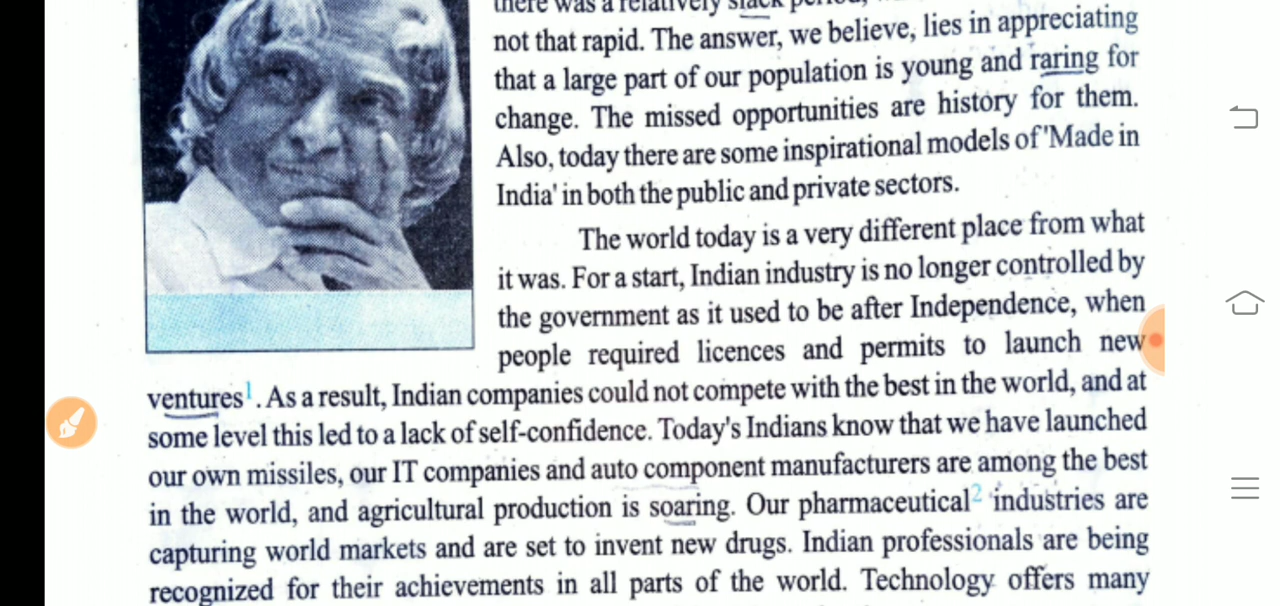 there was a relatively slack
not that rapid. The answer, we believe, lies in appreciating
that a large part of our population is young and raring for
change. The missed opportunities are history for them.
Also, today there are some inspirational models of 'Made in
India' in both the public and private sectors.
The world today is a very different place from what
it was. For a start, Indian industry is no longer controlled by
the government as it used to be after Independence, when
people required licences and permits to launch new
ventures1. As a result, Indian companies could not compete with the best in the world, and at
some level this led to a lack of self-confidence. Today's Indians know that we have launched
our own missiles, our IT companies and auto component manufacturers are among the best
in the world, and agricultural production is soaring. Our pharmaceutical2 industries are
capturing world markets and are set to invent new drugs. Indian professionals are being
recognized for their achievements in all parts of the world. Technology offers many